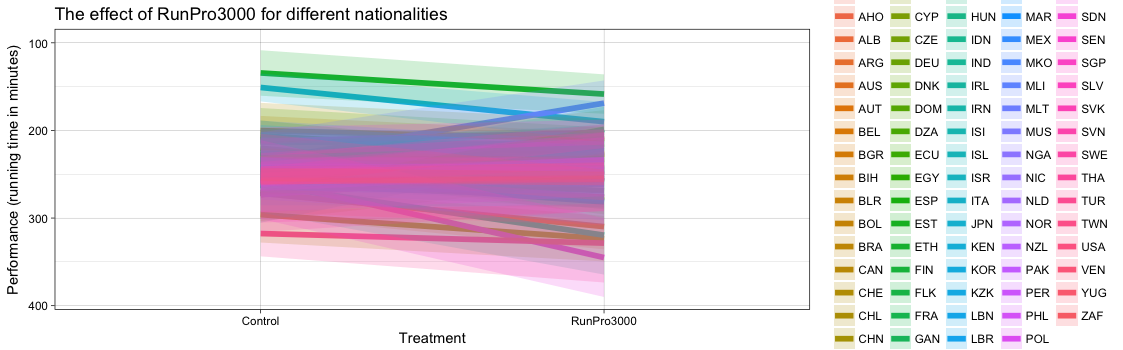 The effect of RunPro3000 for different nationalities
Performance (running time in minutes)
100
200
300
400
Control
RunPro3000
Treatment
AHO CYP HUN MAR SDN
ALB CZE IDN MEX SEN
ARG DEU IND MKO SGP
AUS DNK IRL MLI SLV
AUT DOM IRN MLT SVK
BEL DZA ISI MUS SVN
BGR ECU ISL NGA SWE
BIH EGY ISR NIC THA
BLR ESP ITA NLD TUR
BOL EST JPN NOR TWN
BRA ETH KEN NZL USA
CAN FIN KOR PAK VEN
CHE FLK KZK PER YUG
CHL FRA LBN PHL ZAF
CHN GAN LBR POL